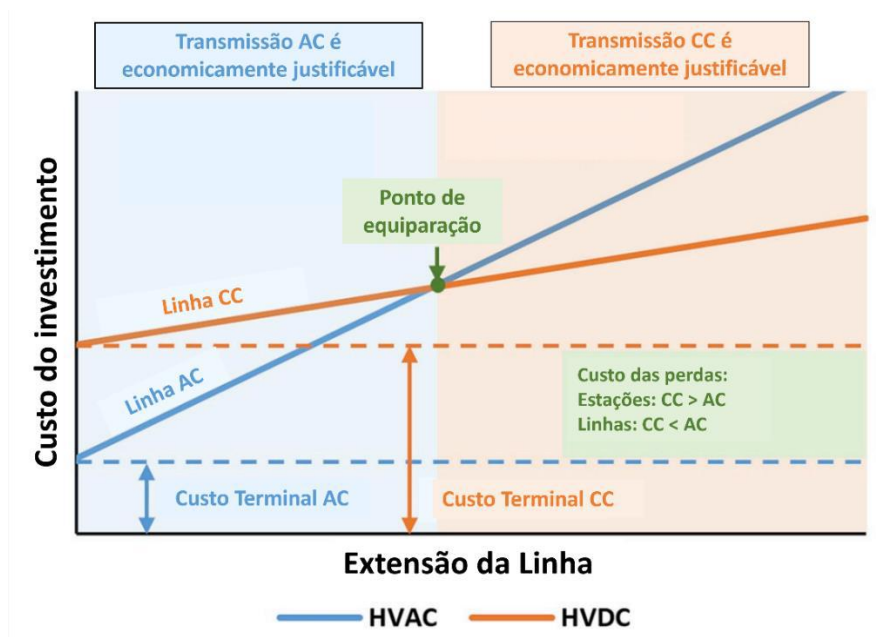 Transmissão AC é
economicamente justificável
Transmissão CC é
economicamente justificável
Custo do investimento
Ponto de
equiparação
Linha CC
Linha AC
Custo das perdas:
Estações: CC > AC
Linhas: CC < AC
Custo Terminal AC
Custo Terminal CC
Extensão da Linha
HVAC
HVDC